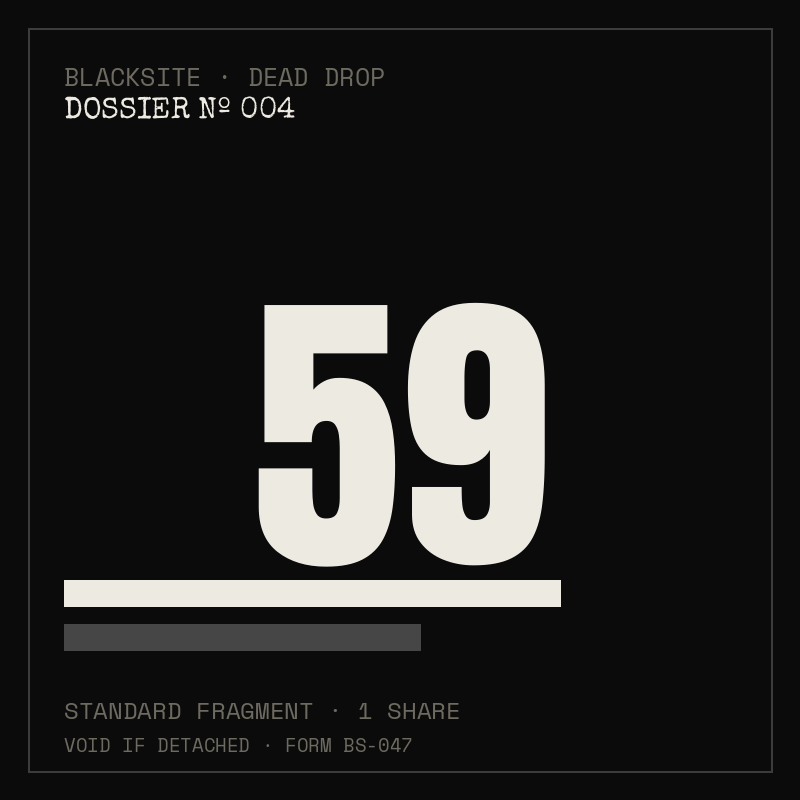 BLACKSITE · DEAD DROP
DOSSIER Nº 004
59
STANDARD FRAGMENT · 1 SHARE
VOID IF DETACHED · FORM BS-047